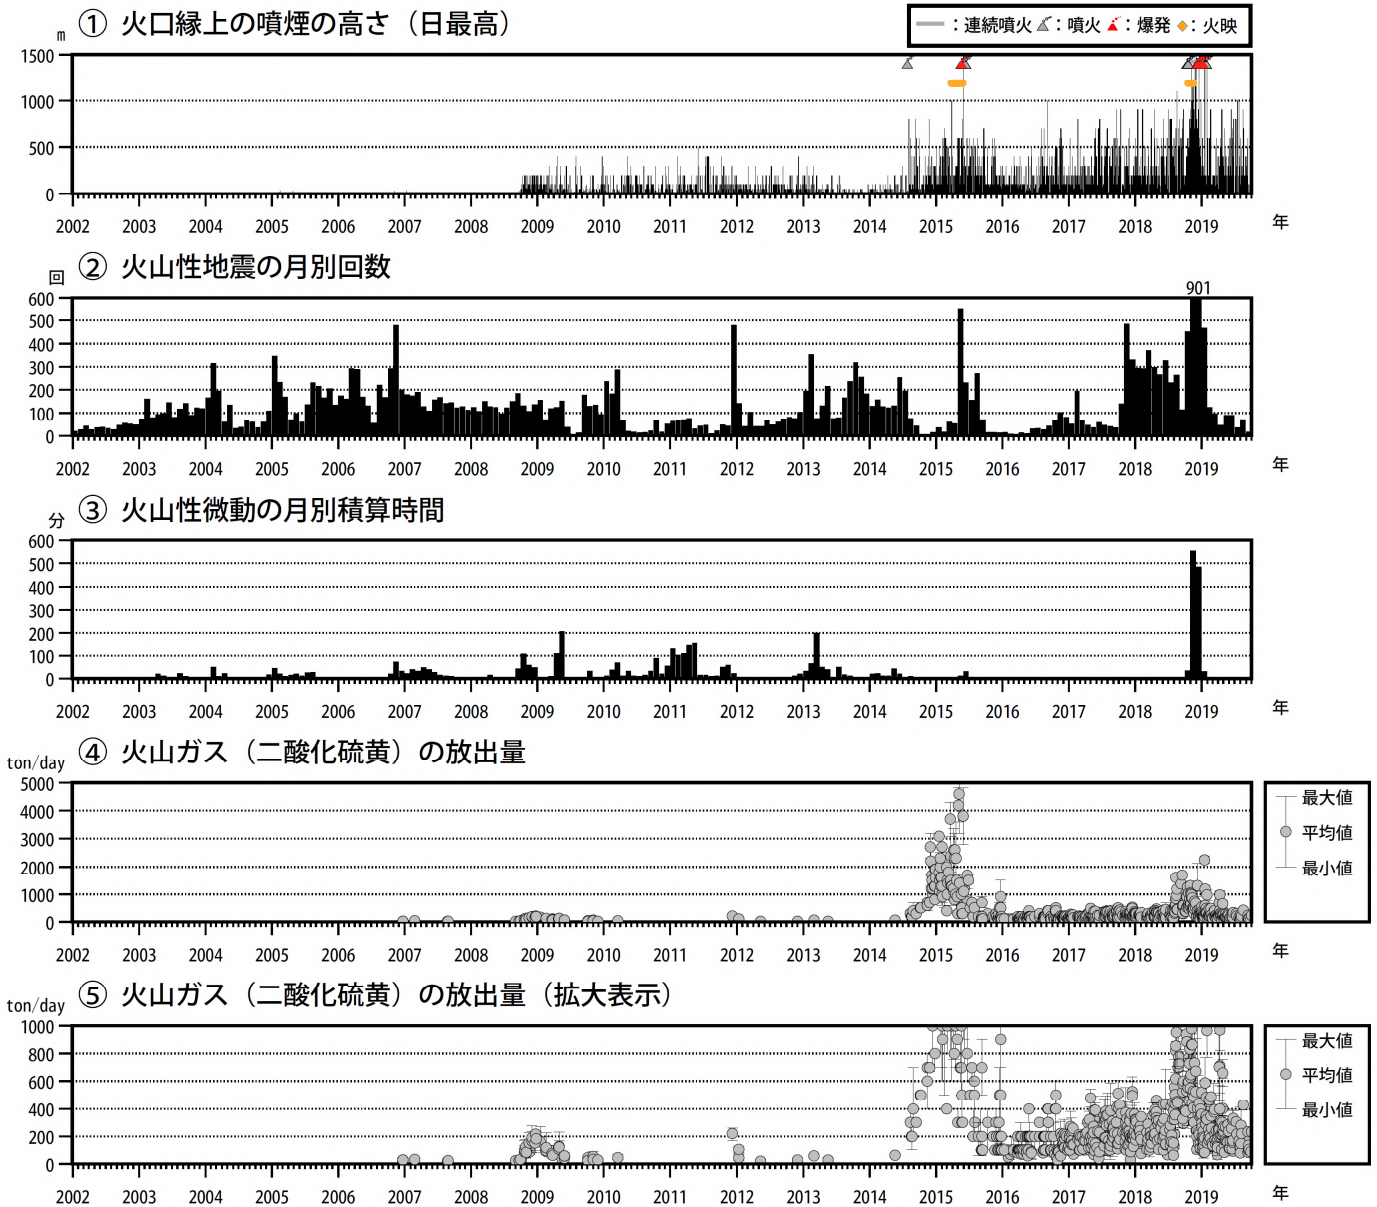 ① 火口縁上の噴煙の高さ（日最高）
：連続噴火 ：噴火 ：爆発 ：火映
m
1500
1000
500
0
2002 2003 2004 2005 2006 2007 2008 2009 2010 2011 2012 2013 2014 2015 2016 2017 2018 2019 年
② 火山性地震の月別回数
回
901
600
500
400
300
200
100
0
2002 2003 2004 2005 2006 2007 2008 2009 2010 2011 2012 2013 2014 2015 2016 2017 2018 2019 年
③ 火山性微動の月別積算時間
分
600
500
400
300
200
100
0
2002 2003 2004 2005 2006 2007 2008 2009 2010 2011 2012 2013 2014 2015 2016 2017 2018 2019 年
④ 火山ガス（二酸化硫黄）の放出量
ton/day
5000
4000
3000
2000
1000
0
最大値
平均値
最小値
2002 2003 2004 2005 2006 2007 2008 2009 2010 2011 2012 2013 2014 2015 2016 2017 2018 2019 年
⑤ 火山ガス（二酸化硫黄）の放出量（拡大表示）
ton/day
1000
800
600
400
200
0
最大値
平均値
最小値
2002 2003 2004 2005 2006 2007 2008 2009 2010 2011 2012 2013 2014 2015 2016 2017 2018 2019 年